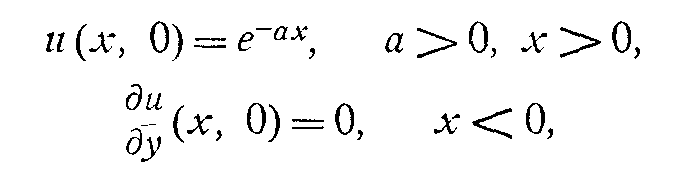 u (x, 0) = e^{-ax}, a > 0, x > 0,
∂u/∂y (x, 0) = 0, x < 0,